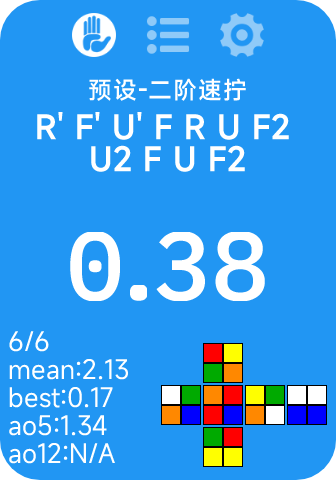 预设-二阶速拧
R' F' U' F R U F2
U2 F U F2
0.38
6/6
mean:2.13
best:0.17
ao5:1.34
ao12:N/A